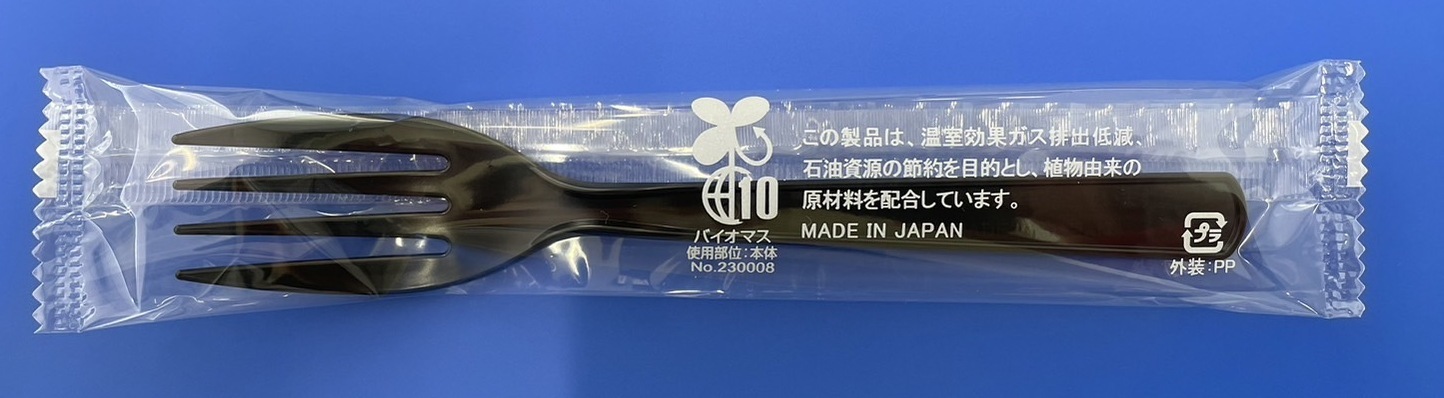 10
バイオマス
使用部位:本体
No.230008
この製品は、温室効果ガス排出低減、
石油資源の節約を目的とし、植物由来の
原材料を配合しています。
MADE IN JAPAN
プラ
外装:PP